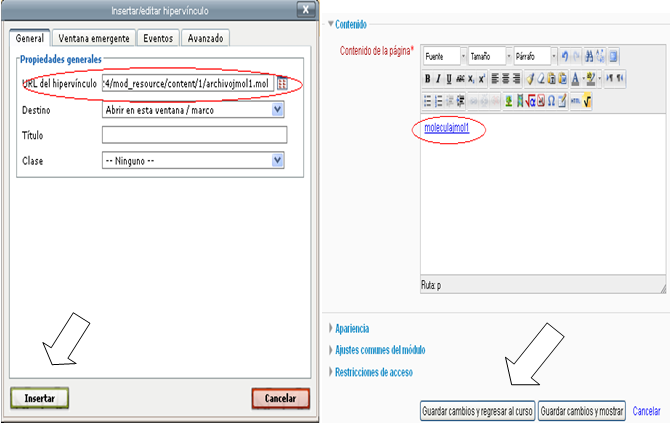 Insertar/editar hipervínculo
General Ventana emergente Eventos Avanzado
Propiedades generales
URL del hipervínculo :4/mod_resource/content/1/archivojmol1.mol
Destino Abrir en esta ventana / marco
Título
Clase -- Ninguno --
Insertar Cancelar
Contenido
Contenido de la página*
Fuente Tamaño Párrafo
moleculajmol1
Ruta: p
Apariencia
Ajustes comunes del módulo
Restricciones de acceso
Guardar cambios y regresar al curso Guardar cambios y mostrar Cancelar